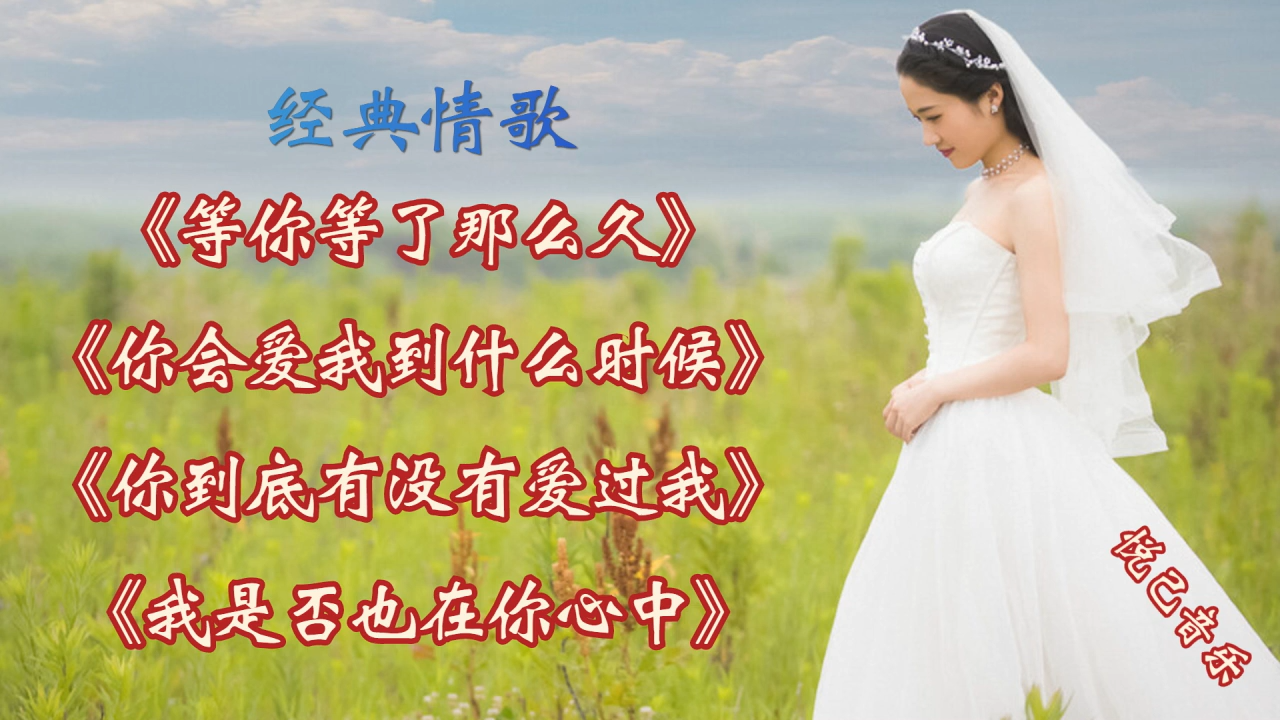 经典情歌
《等你等了那么久》
《你会爱我到什么时候》
《你到底有没有爱过我》
《我是否也在你心中》
悦己音乐